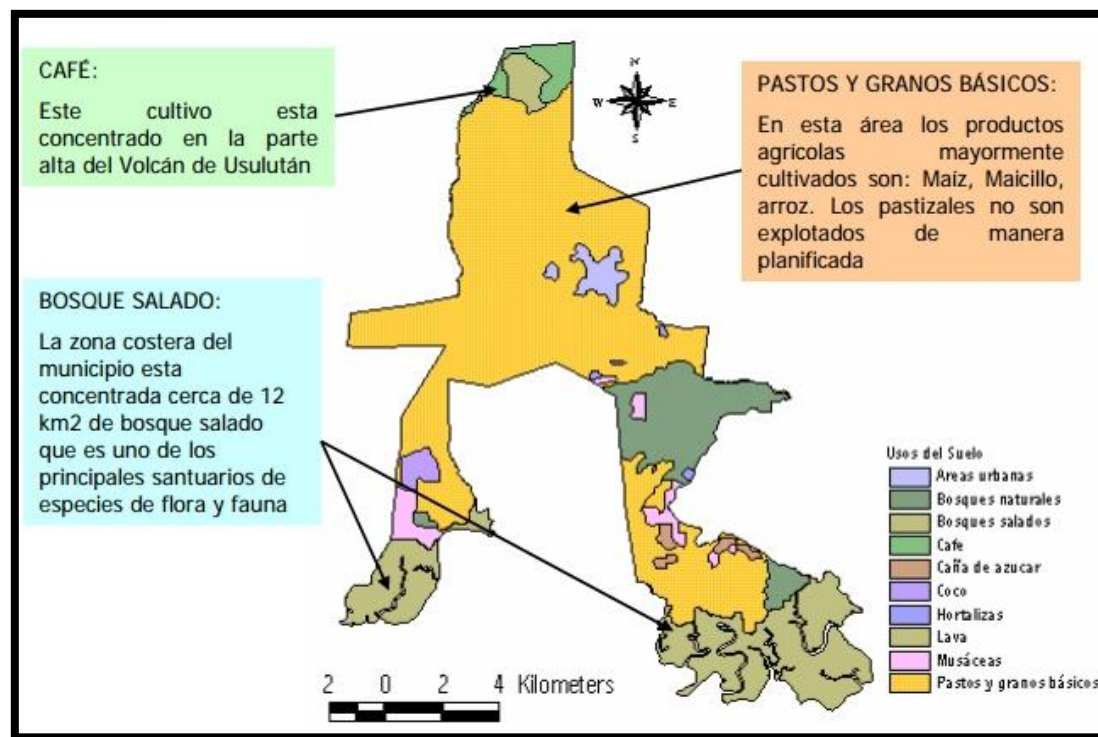 CAFÉ:
Este cultivo esta
concentrado en la parte
alta del Volcán de Usulután
N
W E
S
PASTOS Y GRANOS BÁSICOS:
En esta área los productos
agrícolas mayormente
cultivados son: Maíz, Maicillo,
arroz. Los pastizales no son
explotados de manera
planificada
BOSQUE SALADO:
La zona costera del
municipio esta
concentrada cerca de 12
km2 de bosque salado
que es uno de los
principales santuarios de
especies de flora y fauna
Usos del Suelo
Areas urbanas
Bosques naturales
Bosques salados
Cafe
Caña de azucar
Coco
Hortalizas
Lava
Musáceas
Pastos y granos básicos
2 0 2 4 Kilometers